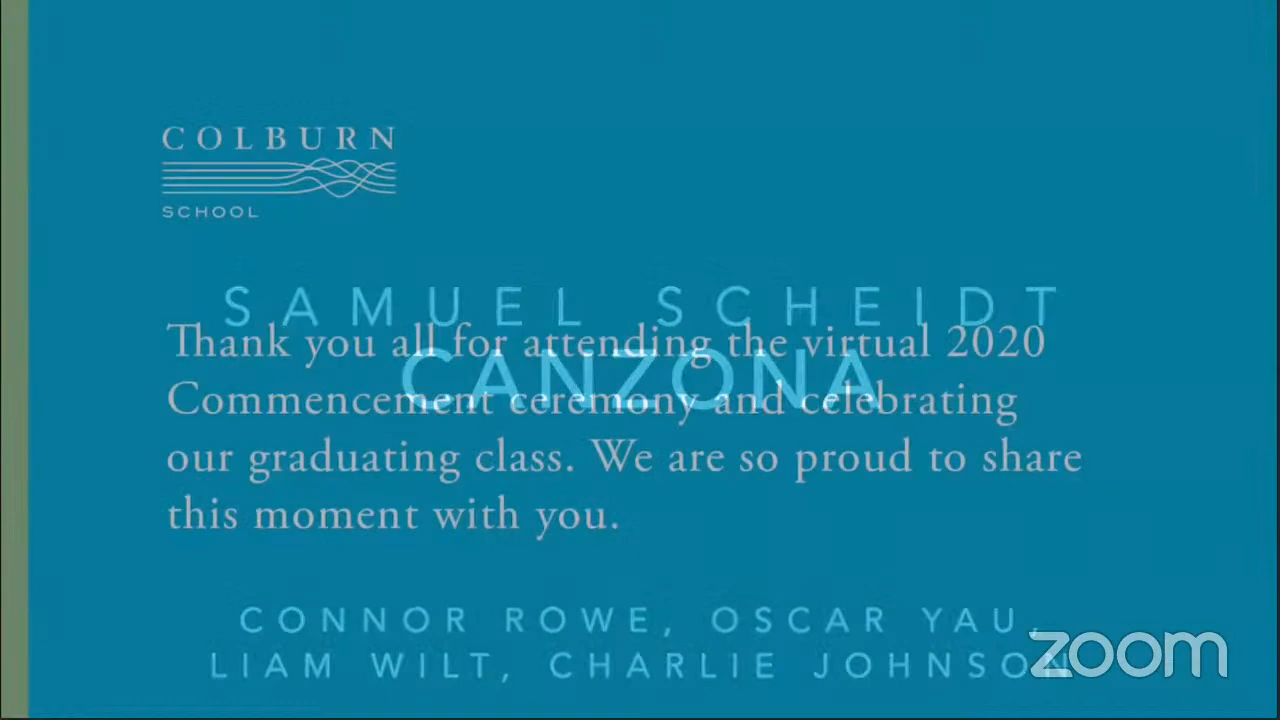 COLBURN
SCHOOL
SAMUEL SCHEIDT
CANZONA
Thank you all for attending the virtual 2020
Commencement ceremony and celebrating
our graduating class. We are so proud to share
this moment with you.
CONNOR ROWE, OSCAR YAU,
LIAM WILT, CHARLIE JOHNSON
zoom